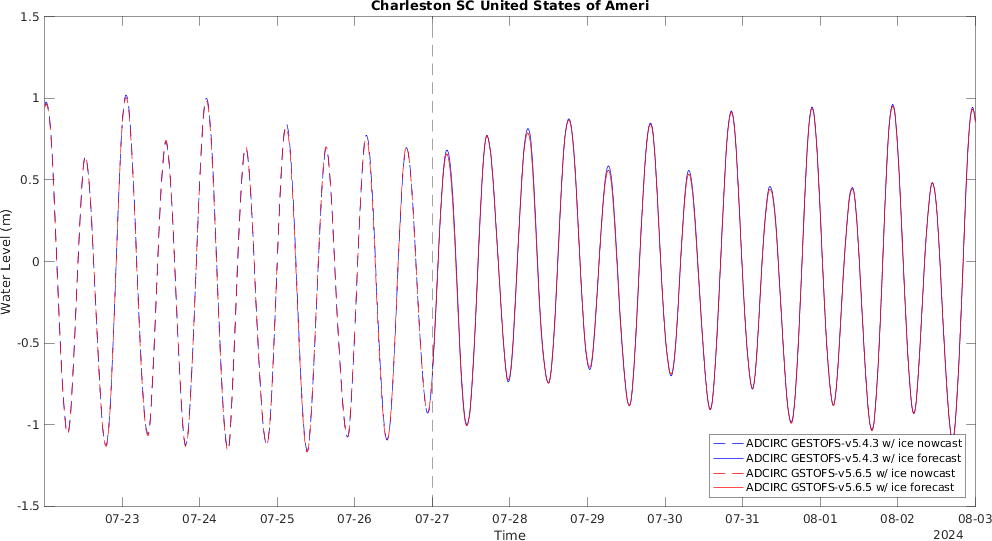 Charleston SC United States of Ameri
1.5
1
0.5
0
-0.5
-1
-1.5
Water Level (m)
ADCIRC GESTOFS-v5.4.3 w/ ice nowcast
ADCIRC GESTOFS-v5.4.3 w/ ice forecast
ADCIRC GSTOFS-v5.6.5 w/ ice nowcast
ADCIRC GSTOFS-v5.6.5 w/ ice forecast
07-23 07-24 07-25 07-26 07-27 07-28 07-29 07-30 07-31 08-01 08-02 08-03
Time
2024